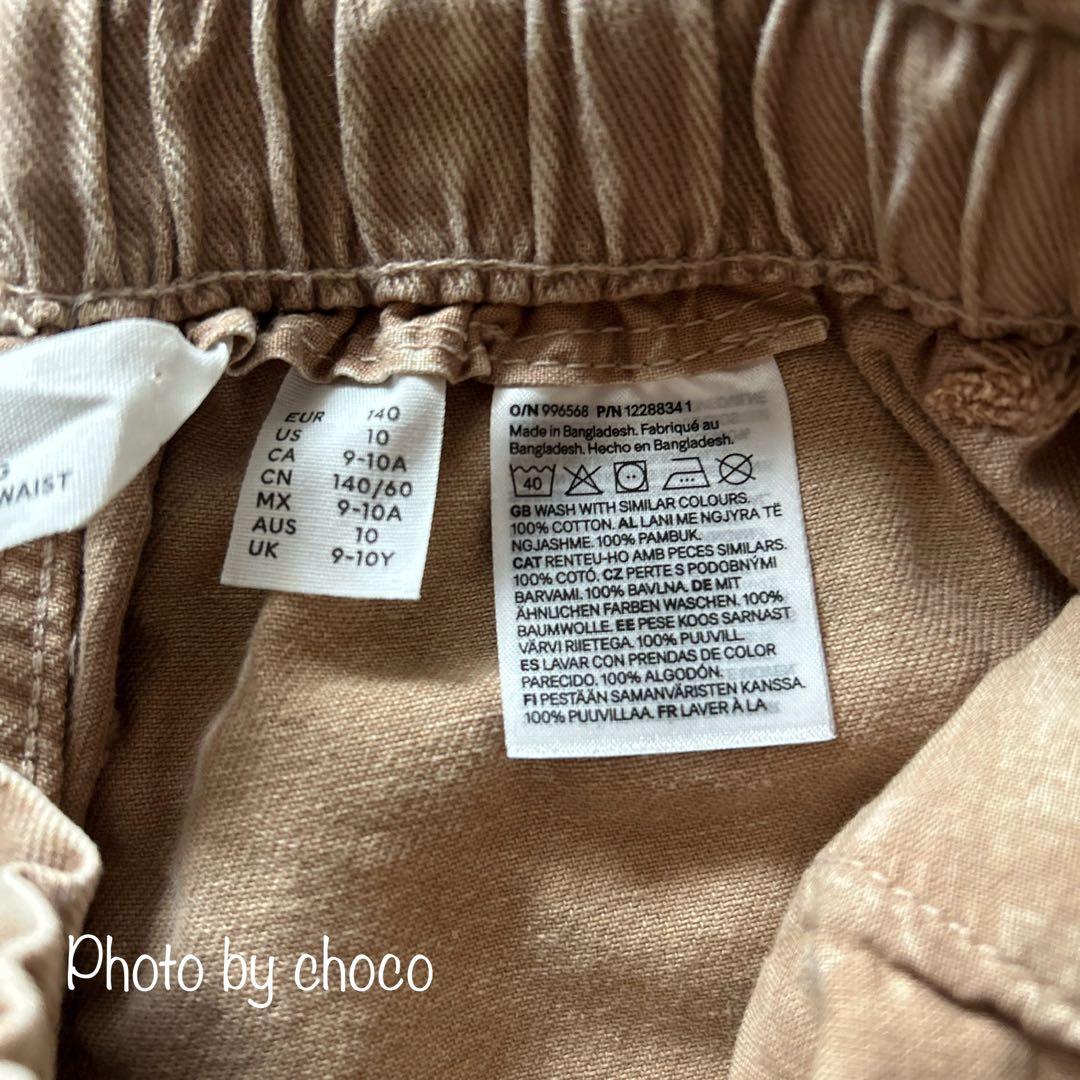 WAIST
EUR 140
US 10
CA 9-10A
CN 140/60
MX 9-10A
AUS 10
UK 9-10Y
O/N 996568 P/N 12288341
Made in Bangladesh. Fabriqué au
Bangladesh. Hecho en Bangladesh.
40
GB WASH WITH SIMILAR COLOURS.
100% COTTON. AL LANI ME NGJYRA TË
NGJASHME. 100% PAMBUK.
CAT RENTEU-HO AMB PECES SIMILARS.
100% COTÓ. CZ PERTE S PODOBNÝMI
BARVAMI. 100% BAVLNA. DE MIT
ÄHNLICHEN FARBEN WASCHEN. 100%
BAUMWOLLE. EE PESE KOOS SARNAST
VÄRVI RIIETEGA. 100% PUUVILL.
ES LAVAR CON PRENDAS DE COLOR
PARECIDO. 100% ALGODÓN.
FI PESTÄÄN SAMANVÄRISTEN KANSSA.
100% PUUVILLAA. FR LAVER À LA
Photo by choco